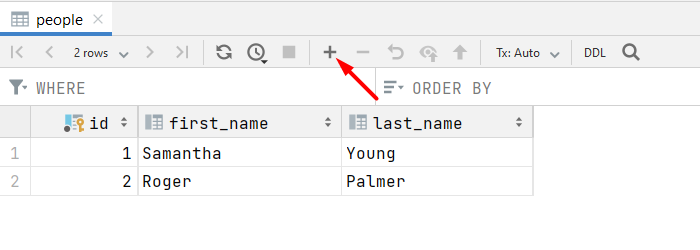 people
2 rows
Tx: Auto
DDL
WHERE
ORDER BY
id first_name last_name
1 1 Samantha Young
2 2 Roger Palmer